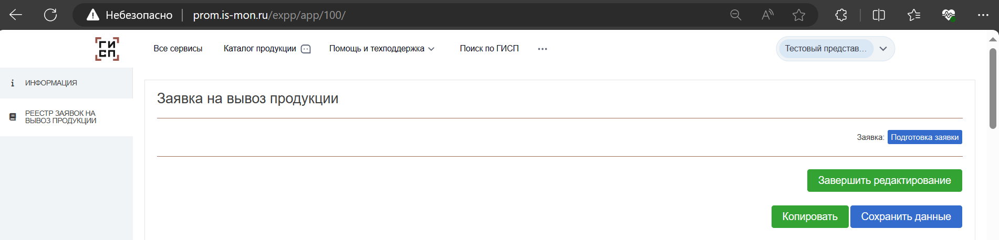 Небезопасно prom.is-mon.ru/expp/app/100/
ГИ
СП
Все сервисы Каталог продукции Помощь и техподдержка Поиск по ГИСП ... Тестовый представ...
ИНФОРМАЦИЯ
РЕЕСТР ЗАЯВОК НА
ВЫВОЗ ПРОДУКЦИИ
Заявка на вывоз продукции
Заявка: Подготовка заявки
Завершить редактирование
Копировать Сохранить данные